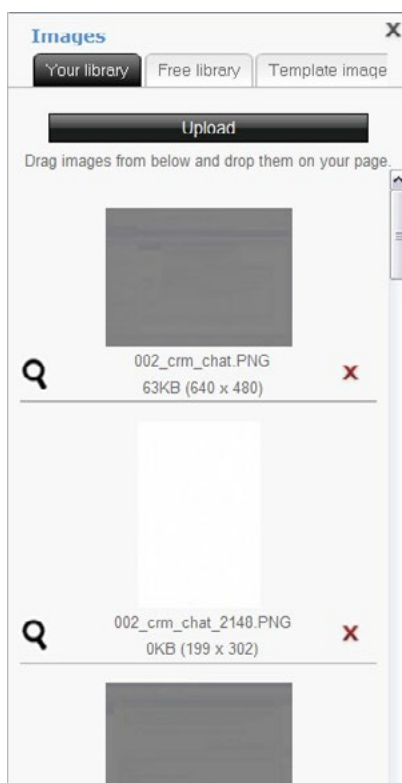 Images
Your library
Free library
Template image
Upload
Drag images from below and drop them on your page.
002_crm_chat.PNG
63KB (640 x 480)
002_crm_chat_2148.PNG
0KB (199 x 302)